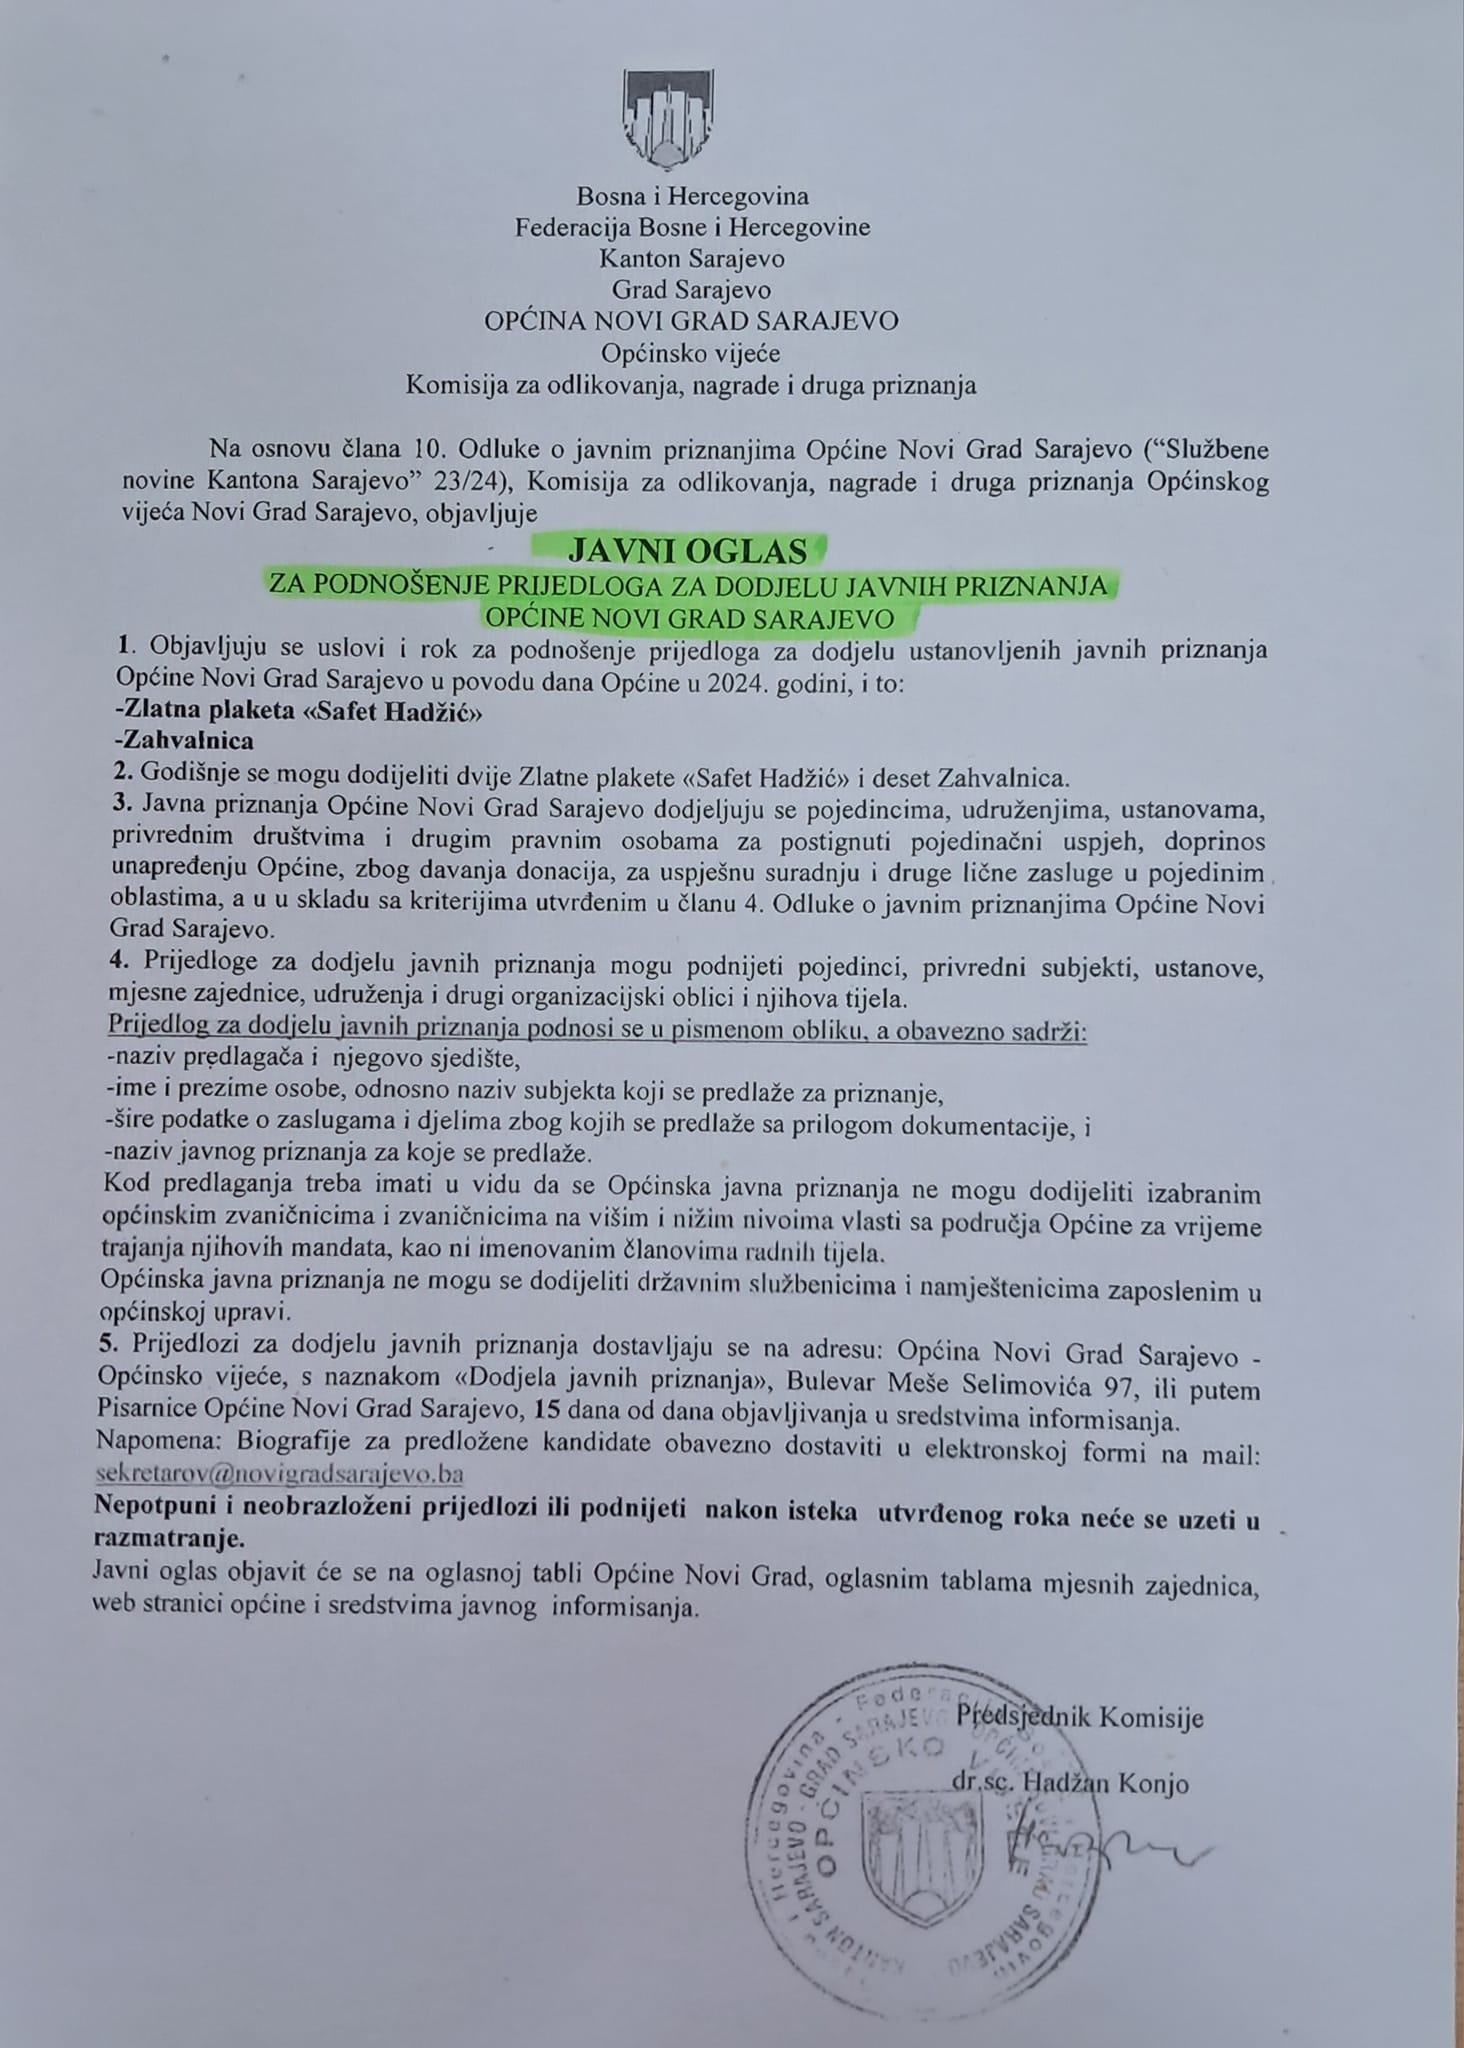 Bosna i Hercegovina
Federacija Bosne i Hercegovine
Kanton Sarajevo
Grad Sarajevo
OPĆINA NOVI GRAD SARAJEVO
Općinsko vijeće
Komisija za odlikovanja, nagrade i druga priznanja
Na osnovu člana 10. Odluke o javnim priznanjima Općine Novi Grad Sarajevo (“Službene
novine Kantona Sarajevo” 23/24), Komisija za odlikovanja, nagrade i druga priznanja Općinskog
vijeća Novi Grad Sarajevo, objavljuje
JAVNI OGLAS
ZA PODNOŠENJE PRIJEDLOGA ZA DODJELU JAVNIH PRIZNANJA
OPĆINE NOVI GRAD SARAJEVO
1. Objavljuju se uslovi i rok za podnošenje prijedloga za dodjelu ustanovljenih javnih priznanja
Općine Novi Grad Sarajevo u povodu dana Općine u 2024. godini, i to:
-Zlatna plaketa «Safet Hadžić»
-Zahvalnica
2. Godišnje se mogu dodijeliti dvije Zlatne plakete «Safet Hadžić» i deset Zahvalnica.
3. Javna priznanja Općine Novi Grad Sarajevo dodjeljuju se pojedincima, udruženjima, ustanovama,
privrednim društvima i drugim pravnim osobama za postignuti pojedinačni uspjeh, doprinos
unapređenju Općine, zbog davanja donacija, za uspješnu suradnju i druge lične zasluge u pojedinim
oblastima, a u u skladu sa kriterijima utvrđenim u članu 4. Odluke o javnim priznanjima Općine Novi
Grad Sarajevo.
4. Prijedloge za dodjelu javnih priznanja mogu podnijeti pojedinci, privredni subjekti, ustanove,
mjesne zajednice, udruženja i drugi organizacijski oblici i njihova tijela.
Prijedlog za dodjelu javnih priznanja podnosi se u pismenom obliku, a obavezno sadrži:
-naziv predlagača i njegovo sjedište,
-ime i prezime osobe, odnosno naziv subjekta koji se predlaže za priznanje,
-šire podatke o zaslugama i djelima zbog kojih se predlaže sa prilogom dokumentacije, i
-naziv javnog priznanja za koje se predlaže.
Kod predlaganja treba imati u vidu da se Općinska javna priznanja ne mogu dodijeliti izabranim
općinskim zvaničnicima i zvaničnicima na višim i nižim nivoima vlasti sa područja Općine za vrijeme
trajanja njihovih mandata, kao ni imenovanim članovima radnih tijela.
Općinska javna priznanja ne mogu se dodijeliti državnim službenicima i namještenicima zaposlenim u
općinskoj upravi.
5. Prijedlozi za dodjelu javnih priznanja dostavljaju se na adresu: Općina Novi Grad Sarajevo -
Općinsko vijeće, s naznakom «Dodjela javnih priznanja», Bulevar Meše Selimovića 97, ili putem
Pisarnice Općine Novi Grad Sarajevo, 15 dana od dana objavljivanja u sredstvima informisanja.
Napomena: Biografije za predložene kandidate obavezno dostaviti u elektronskoj formi na mail:
sekretarov@novigradsarajevo.ba
Nepotpuni i neobrazloženi prijedlozi ili podnijeti nakon isteka utvrđenog roka neće se uzeti u
razmatranje.
Javni oglas objavit će se na oglasnoj tabli Općine Novi Grad, oglasnim tablama mjesnih zajednica,
web stranici općine i sredstvima javnog informisanja.
Predsjednik Komisije
dr.sc. Hadžan Konjo
KANTON SARAJEVO - GRAD SARAJEVO
OPĆINSKO